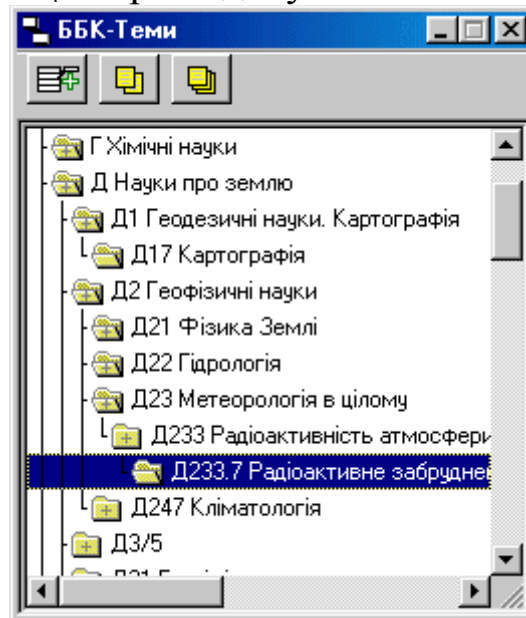 ББК-Теми
Г Хімічні науки
Д Науки про землю
Д1 Геодезичні науки. Картографія
Д17 Картографія
Д2 Геофізичні науки
Д21 Фізика Землі
Д22 Гідрологія
Д23 Метеорологія в цілому
Д233 Радіоактивність атмосфери
Д233.7 Радіоактивне забруднен
Д247 Кліматологія
Д3/5